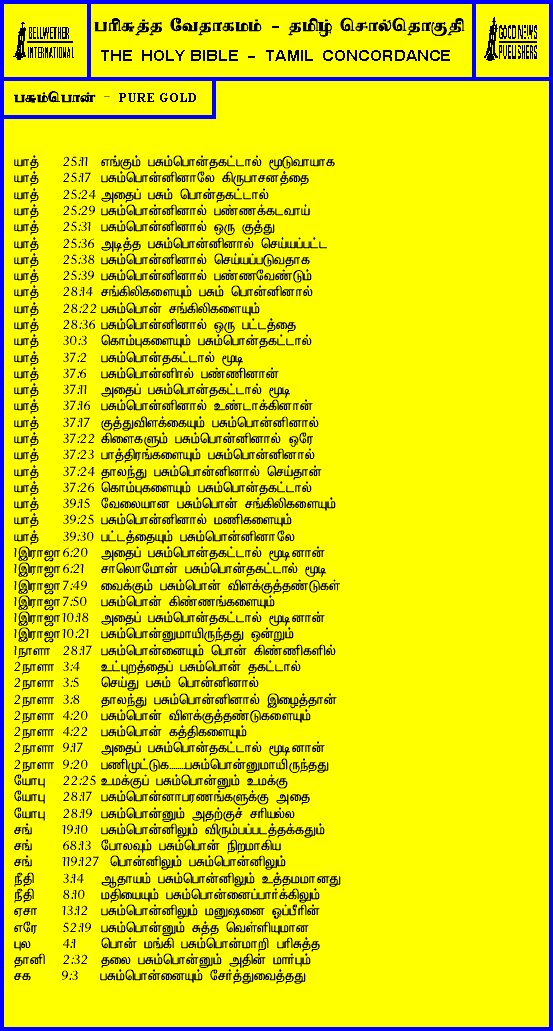 BELLWETHER
INTERNATIONAL
பரிசுத்த வேதாகமம் - தமிழ் சொல்தொகுதி
THE HOLY BIBLE - TAMIL CONCORDANCE
GOOD NEWS
PUBLISHERS
பசும்பொன் - PURE GOLD
யாத் 25:11 எங்கும் பசும்பொன்தகட்டால் மூடுவாயாக
யாத் 25:17 பசும்பொன்னினாலே கிருபாசனத்தை
யாத் 25:24 அதைப் பசும் பொன்தகட்டால்
யாத் 25:29 பசும்பொன்னினால் பண்ணக்கடவாய்
யாத் 25:31 பசும்பொன்னினால் ஒரு குத்து
யாத் 25:36 அடித்த பசும்பொன்னினால் செய்யப்பட்ட
யாத் 25:38 பசும்பொன்னினால் செய்யப்படுவதாக
யாத் 25:39 பசும்பொன்னினால் பண்ணவேண்டும்
யாத் 28:14 சங்கிலிகளையும் பசும் பொன்னினால்
யாத் 28:22 பசும்பொன் சங்கிலிகளையும்
யாத் 28:36 பசும்பொன்னினால் ஒரு பட்டத்தை
யாத் 30:3 கொம்புகளையும் பசும்பொன்தகட்டால்
யாத் 37:2 பசும்பொன்தகட்டால் மூடி
யாத் 37:6 பசும்பொன்னிால் பண்ணினான்
யாத் 37:11 அதைப் பசும்பொன்தகட்டால் மூடி
யாத் 37:16 பசும்பொன்னினால் உண்டாக்கினான்
யாத் 37:17 குத்துவிளக்கையும் பசும்பொன்னினால்
யாத் 37:22 கிளைகளும் பசும்பொன்னினால் ஒரே
யாத் 37:23 பாத்திரங்களையும் பசும்பொன்னினால்
யாத் 37:24 தாலந்து பசும்பொன்னினால் செய்தான்
யாத் 37:26 கொம்புகளையும் பசும்பொன்தகட்டால்
யாத் 39:15 வேலையான பசும்பொன் சங்கிலிகளையும்
யாத் 39:25 பசும்பொன்னினால் மணிகளையும்
யாத் 39:30 பட்டத்தையும் பசும்பொன்னினாலே
1இராஜா 6:20 அதைப் பசும்பொன்தகட்டால் மூடினான்
1இராஜா 6:21 சாலொமோன் பசும்பொன்தகட்டால் மூடி
1இராஜா 7:49 வைக்கும் பசும்பொன் விளக்குத்தண்டுகள்
1இராஜா 7:50 பசும்பொன் கிண்ணங்களையும்
1இராஜா 10:18 அதைப் பசும்பொன்தகட்டால் மூடினான்
1இராஜா 10:21 பசும்பொன்னுமாயிருந்தது ஒன்றும்
1நாளா 28:17 பசும்பொன்னையும் பொன் கிண்ணிகளில்
2நாளா 3:4 உட்புறத்தைப் பசும்பொன் தகட்டால்
2நாளா 3:5 செய்து பசும் பொன்னினால்
2நாளா 3:8 தாலந்து பசும்பொன்னினால் இழைத்தான்
2நாளா 4:20 பசும்பொன் விளக்குத்தண்டுகளையும்
2நாளா 4:22 பசும்பொன் கத்திகளையும்
2நாளா 9:17 அதைப் பசும்பொன்தகட்டால் மூடினான்
2நாளா 9:20 பணிமுட்டுக.......பசும்பொன்னுமாயிருந்தது
யோபு 22:25 உமக்குப் பசும்பொன்னும் உமக்கு
யோபு 28:17 பசும்பொன்னாபரணங்களுக்கு அதை
யோபு 28:19 பசும்பொன்னும் அதற்குச் சரியல்ல
சங் 19:10 பசும்பொன்னிலும் விரும்பப்படத்தக்கதும்
சங் 68:13 போலவும் பசும்பொன் நிறமாகிய
சங் 119:127 பொன்னிலும் பசும்பொன்னிலும்
நீதி 3:14 ஆதாயம் பசும்பொன்னிலும் உத்தமமானது
நீதி 8:10 மதியையும் பசும்பொன்னைப்பார்க்கிலும்
ஏசா 13:12 பசும்பொன்னிலும் மனுஷனை ஒப்பீரின்
எரே 52:19 பசும்பொன்னும் சுத்த வெள்ளியுமான
புல 4:1 பொன் மங்கி பசும்பொன்மாறி பரிசுத்த
தானி 2:32 தலை பசும்பொன்னும் அதின் மார்பும்
சக 9:3 பசும்பொன்னையும் சேர்த்துவைத்தது